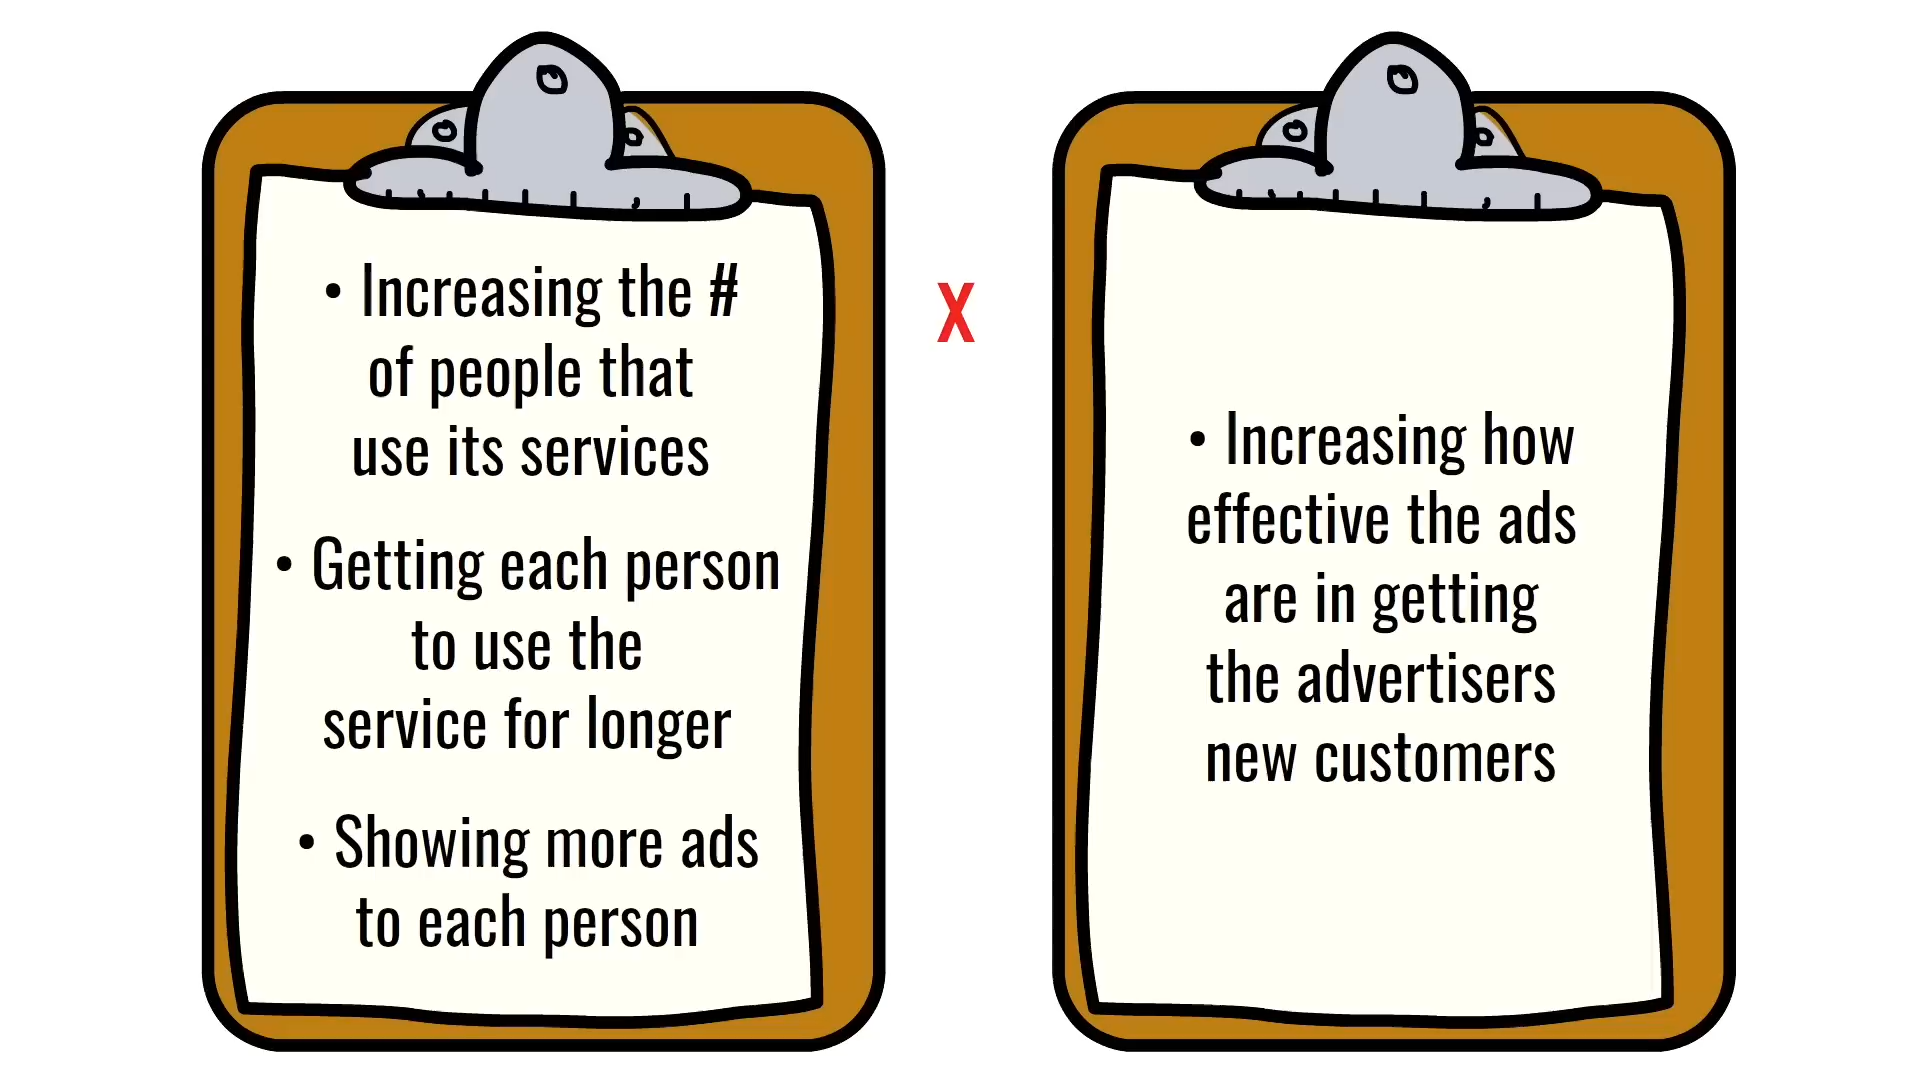 • Increasing the #
of people that
use its services
• Getting each person
to use the
service for longer
• Showing more ads
to each person
X
• Increasing how
effective the ads
are in getting
the advertisers
new customers